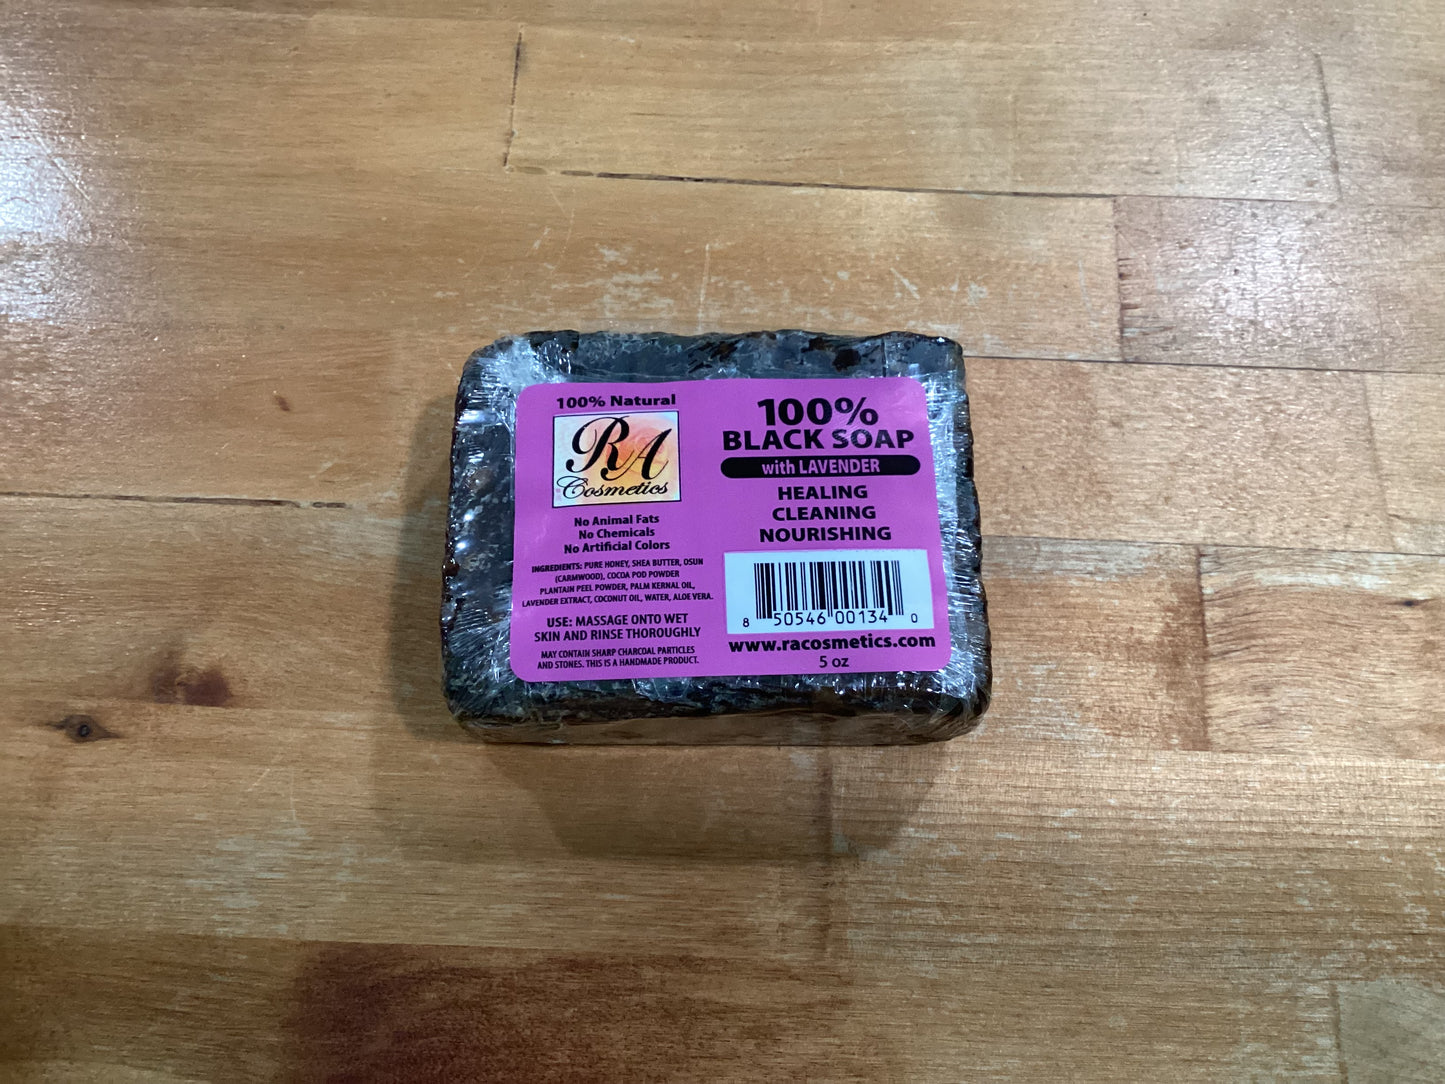 100% Natural
RA
Cosmetics
No Animal Fats
No Chemicals
No Artificial Colors
INGREDIENTS: PURE HONEY, SHEA BUTTER, OSUN
(CARMWOOD), COCOA POD POWDER
PLANTAIN PEEL POWDER, PALM KERNAL OIL,
LAVENDER EXTRACT, COCONUT OIL, WATER, ALOE VERA.
USE: MASSAGE ONTO WET
SKIN AND RINSE THOROUGHLY
MAY CONTAIN SHARP CHARCOAL PARTICLES
AND STONES. THIS IS A HANDMADE PRODUCT.
100%
BLACK SOAP
with LAVENDER
HEALING
CLEANING
NOURISHING
8 50546 00134 0
www.racosmetics.com
5 oz